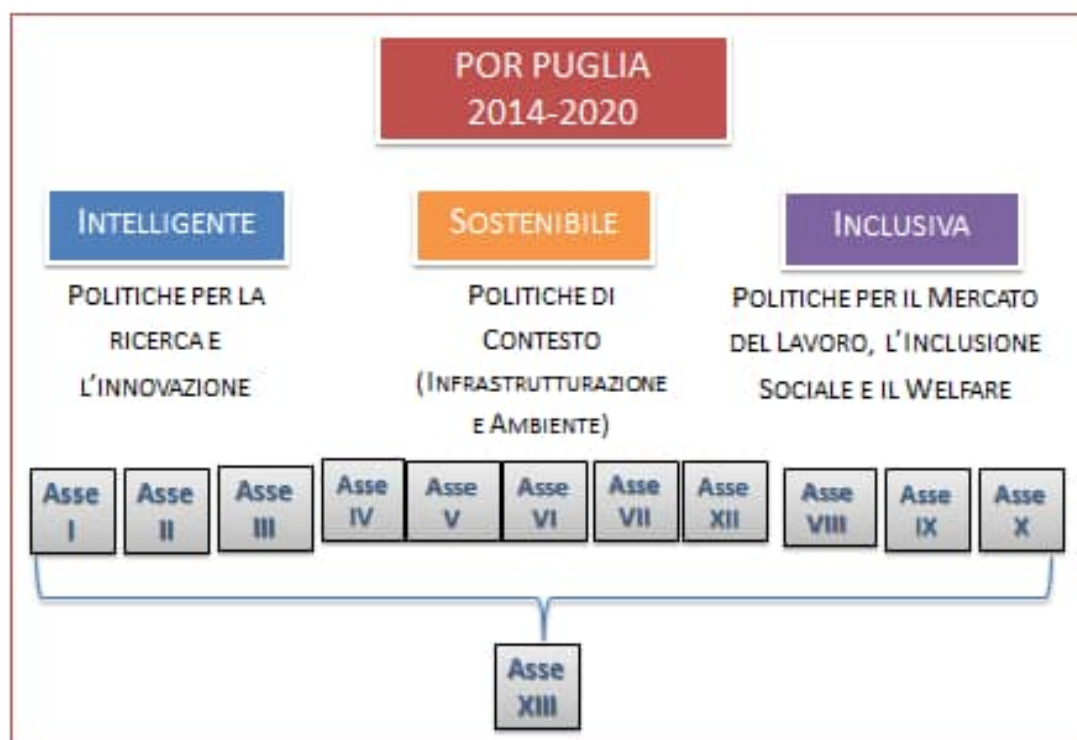 POR PUGLIA
2014-2020
INTELLIGENTE
POLITICHE PER LA
RICERCA E
L'INNOVAZIONE
SOSTENIBILE
POLITICHE DI
CONTESTO
(INFRASTRUTTURAZIONE
E AMBIENTE)
INCLUSIVA
POLITICHE PER IL MERCATO
DEL LAVORO, L'INCLUSIONE
SOCIALE E IL WELFARE
Asse
I
Asse
II
Asse
III
Asse
IV
Asse
V
Asse
VI
Asse
VII
Asse
XII
Asse
VIII
Asse
IX
Asse
X
Asse
XIII